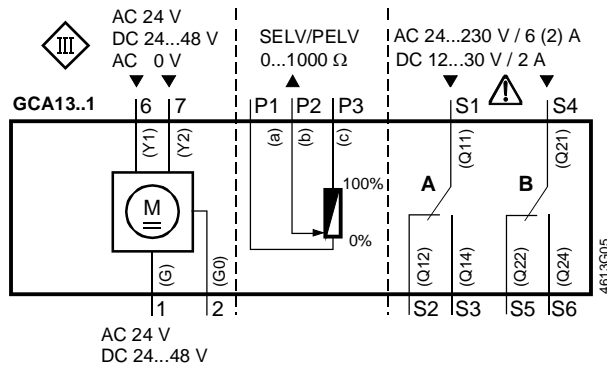 III
AC 24 V
DC 24...48 V
AC 0 V
SELV/PELV
0...1000 Ω
AC 24...230 V / 6 (2) A
DC 12...30 V / 2 A
GCA13..1
6 7 P1 P2 P3 S1 S4
(Y1) (Y2) (a) (b) (c) (Q11) (Q21)
100%
A B
M
0%
(G) (G0) (Q12) (Q14) (Q22) (Q24)
1 2 S2 S3 S5 S6
AC 24 V
DC 24...48 V
4613G05